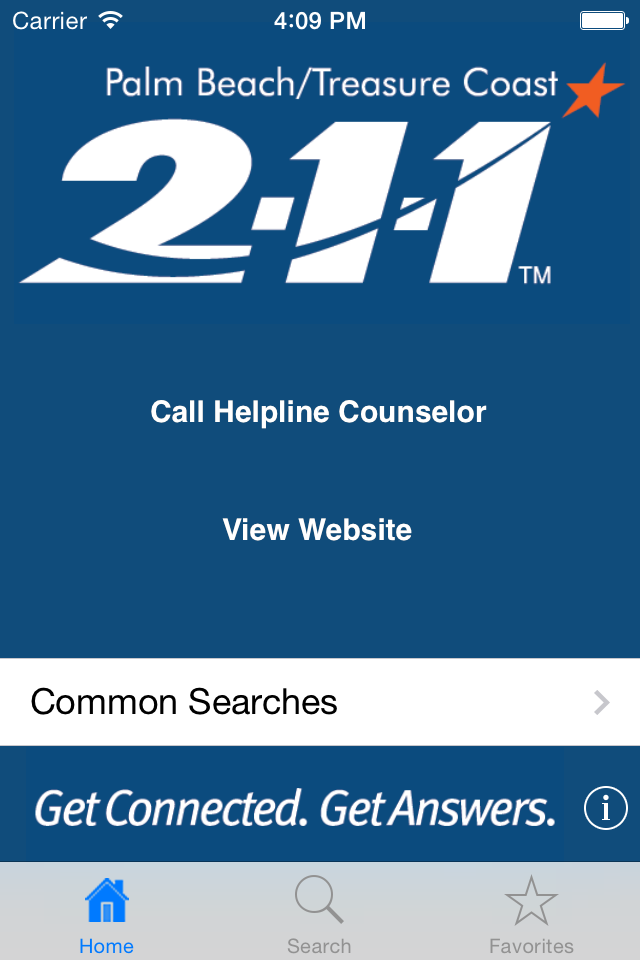 Carrier 4:09 PM
Palm Beach/Treasure Coast
2-1-1 TM
Call Helpline Counselor
View Website
Common Searches
Get Connected. Get Answers. i
Home Search Favorites